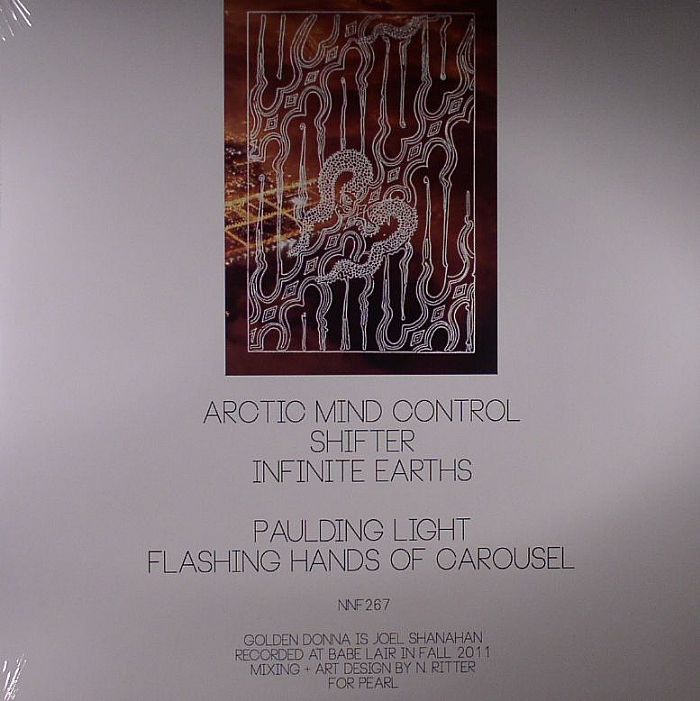 ARCTIC MIND CONTROL
SHIFTER
INFINITE EARTHS
PAULDING LIGHT
FLASHING HANDS OF CAROUSEL
NNF267
GOLDEN DONNA IS JOEL SHANAHAN
RECORDED AT BABE LAIR IN FALL 2011
MIXING + ART DESIGN BY N. RITTER
FOR PEARL